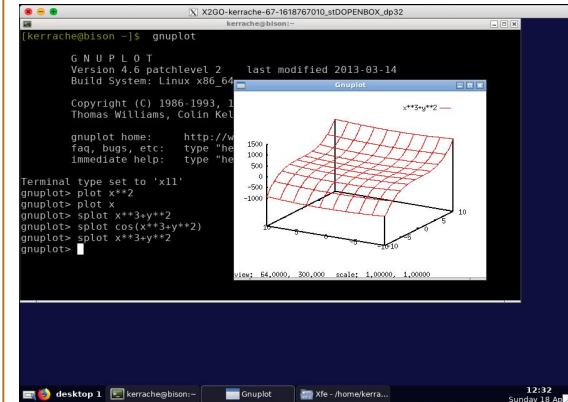 X2GO-kerrache-67-1618767010_stDOPENBOX_dp32
kerrache@bison:~
[kerrache@bison ~]$ gnuplot
G N U P L O T
Version 4.6 patchlevel 2 last modified 2013-03-14
Build System: Linux x86_64
Copyright (C) 1986-1993, 1
Thomas Williams, Colin Kel
gnuplot home: http://w
faq, bugs, etc: type "he
immediate help: type "he
Terminal type set to 'x11'
gnuplot> plot x**2
gnuplot> plot x
gnuplot> splot x**3+y**2
gnuplot> splot cos(x**3+y**2)
gnuplot> splot x**3+y**2
gnuplot>
Gnuplot
x**3+y**2
1500
1000
500
0
-500
-1000
10
5
0
-5
-10
-10
-5
0
5
10
view: 64.0000, 300.000 scale: 1.00000, 1.00000
desktop 1 kerrache@bison:~ Gnuplot Xfe - /home/kerra... 12:32
Sunday 18 Ap